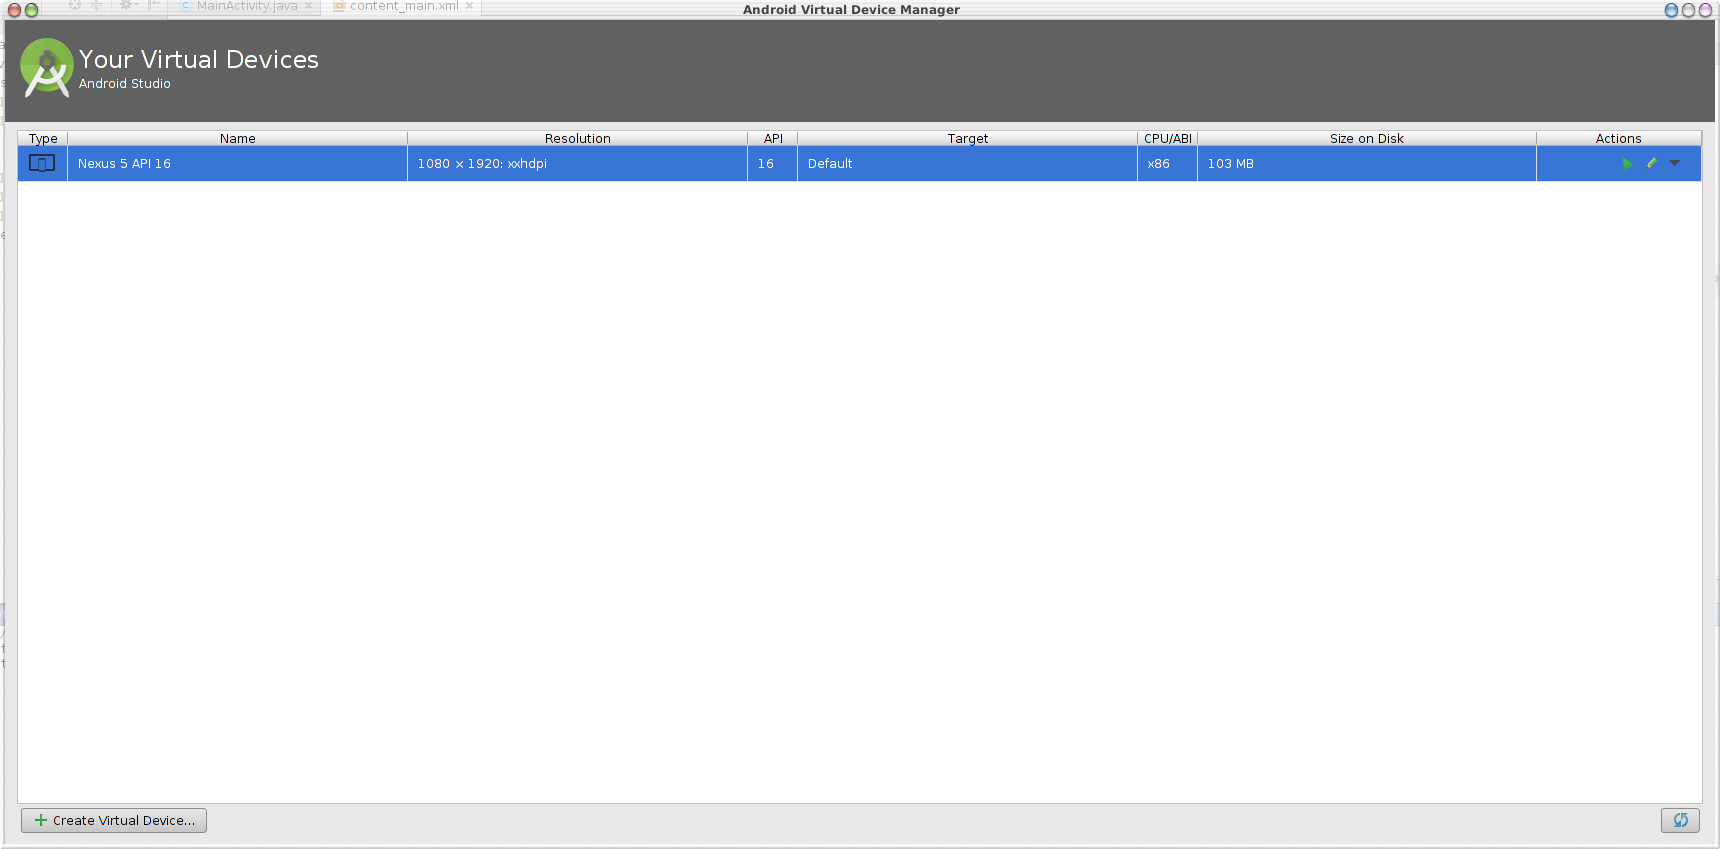 MainActivity.java content_main.xml
Android Virtual Device Manager
Your Virtual Devices
Android Studio
Type Name Resolution API Target CPU/ABI Size on Disk Actions
Nexus 5 API 16 1080 × 1920: xxhdpi 16 Default x86 103 MB
Create Virtual Device...